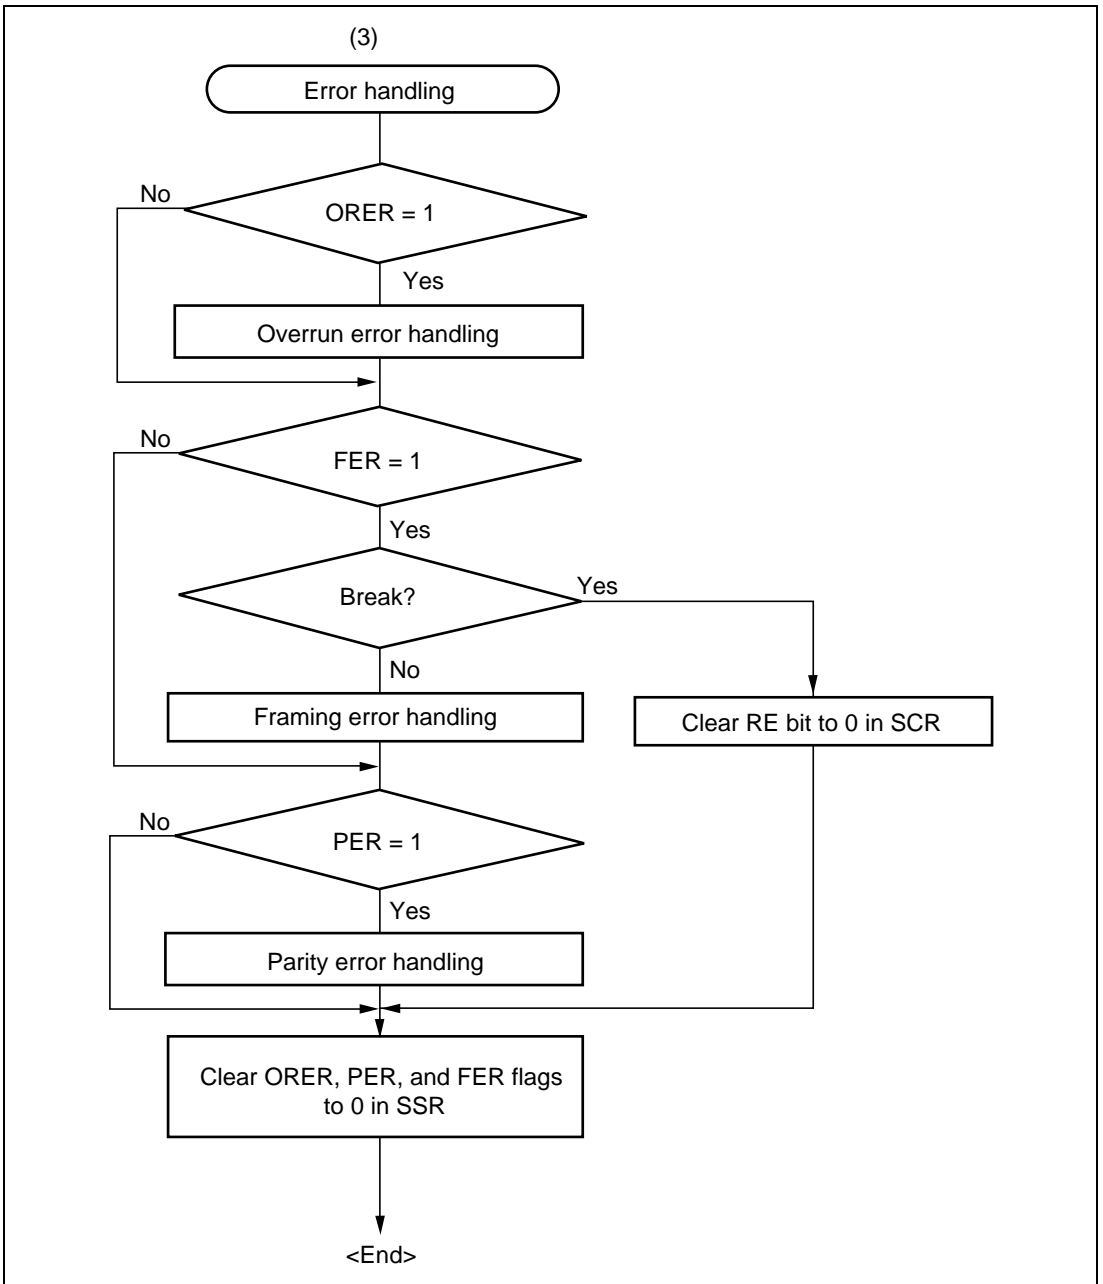 (3)
Error handling
No
ORER = 1
Yes
Overrun error handling
No
FER = 1
Yes
Break?
Yes
No
Framing error handling
Clear RE bit to 0 in SCR
No
PER = 1
Yes
Parity error handling
Clear ORER, PER, and FER flags
to 0 in SSR
<End>